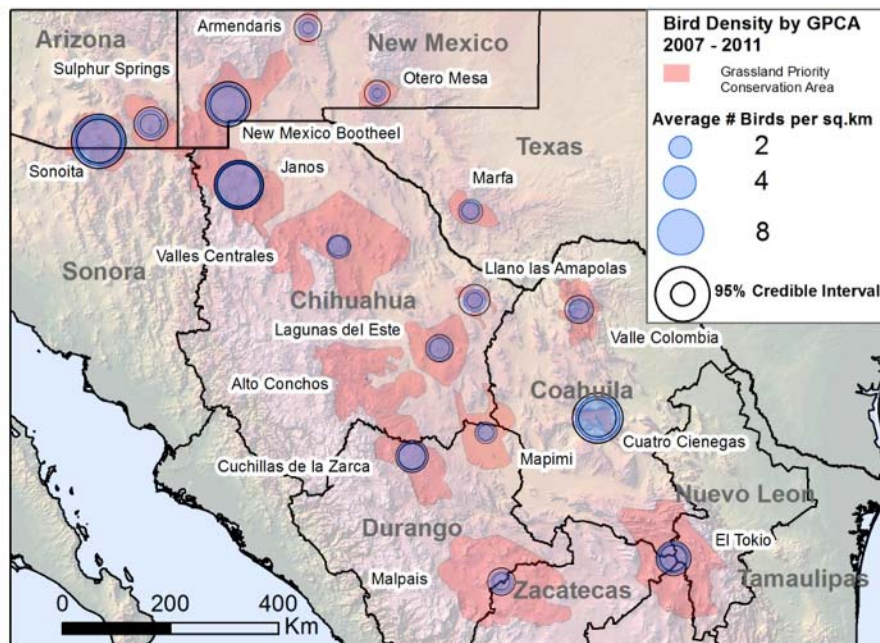 Arizona
Sulphur Springs
Armendaris
New Mexico
Otero Mesa
New Mexico Bootheel
Sonoita
Janos
Texas
Marfa
Sonora
Valles Centrales
Chihuahua
Llano las Amapolas
Lagunas del Este
Valle Colombia
Alto Conchos
Coahuila
Cuatro Cienegas
Cuchillas de la Zarca
Mapimi
Durango
Nuevo Leon
El Tokio
Malpais
Zacatecas
Tamaulipas
0 200 400
Km
Bird Density by GPCA
2007 - 2011
Grassland Priority
Conservation Area
Average # Birds per sq.km
2
4
8
95% Credible Interval